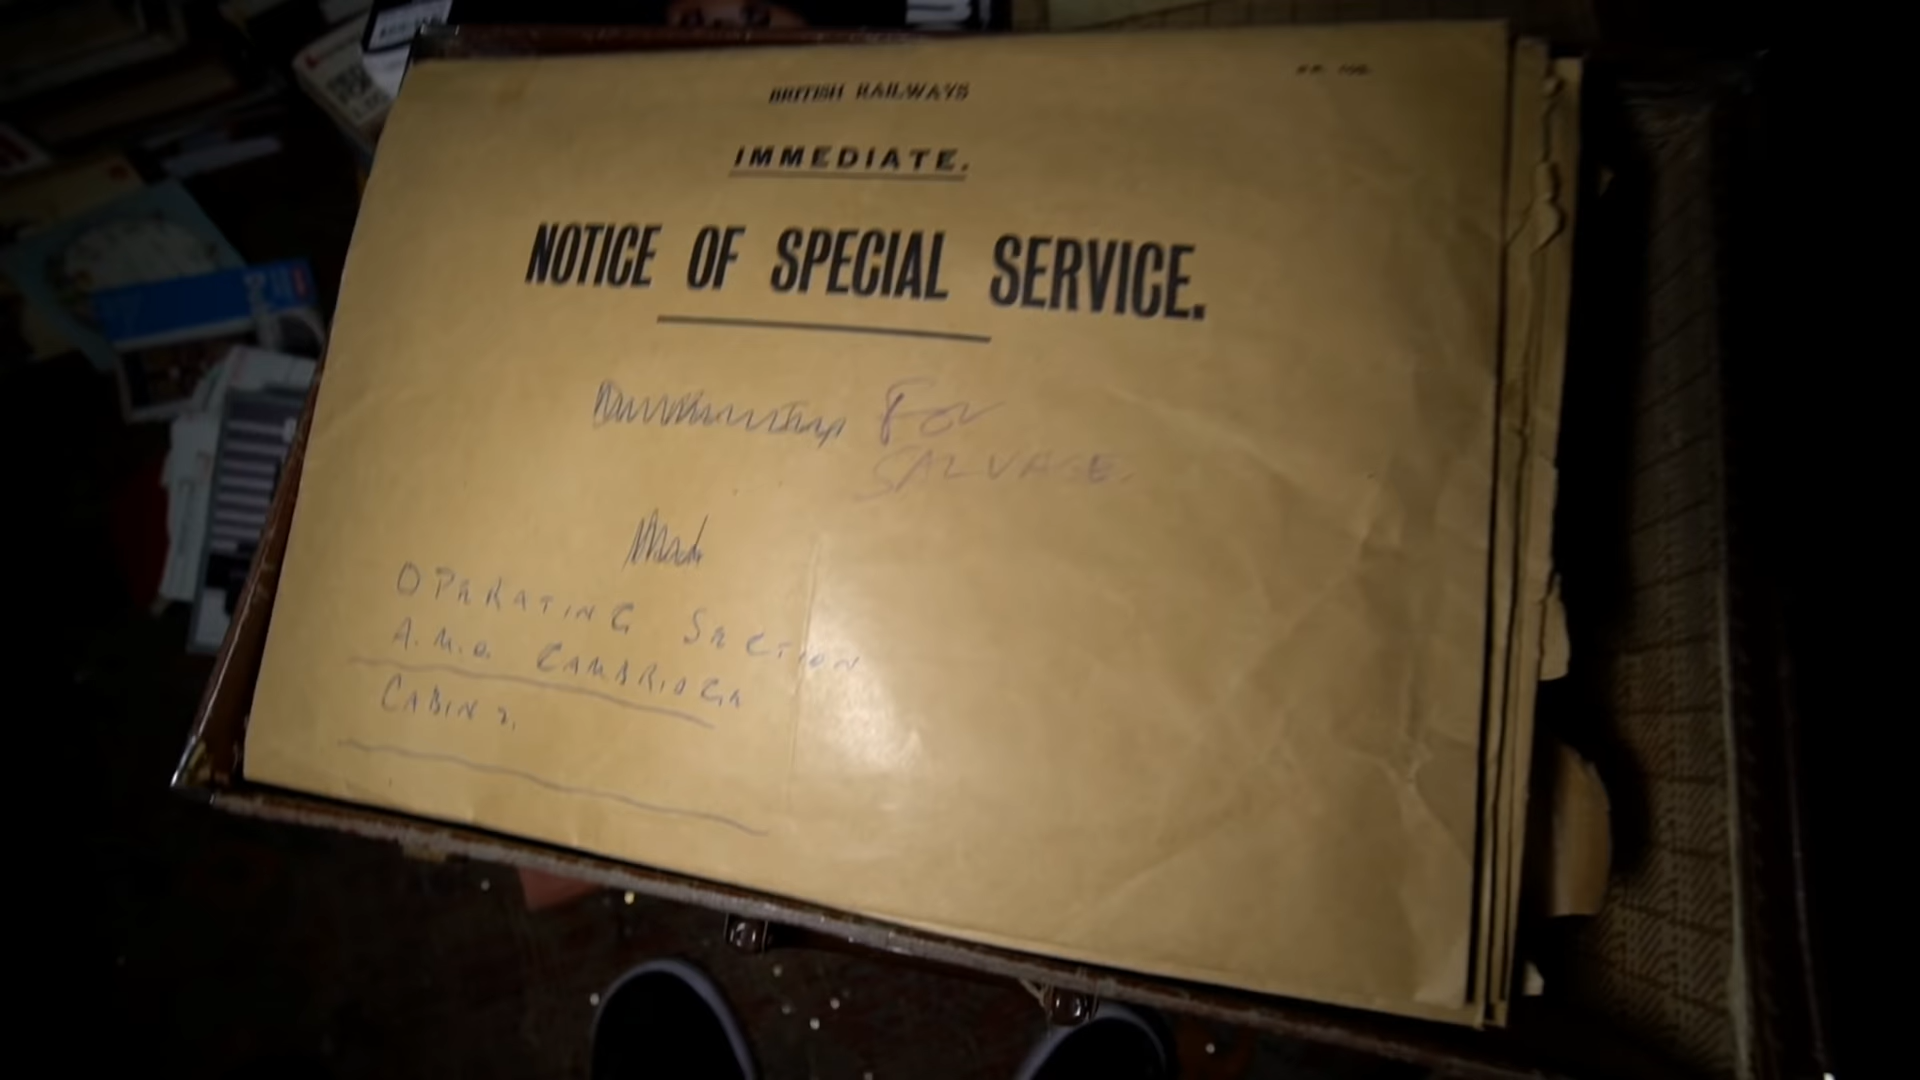 BRITISH RAILWAYS
IMMEDIATE.
NOTICE OF SPECIAL SERVICE.
For
SALVAGE.
OPERATING SECTION
CAMBRIDGE
CABIN 2.